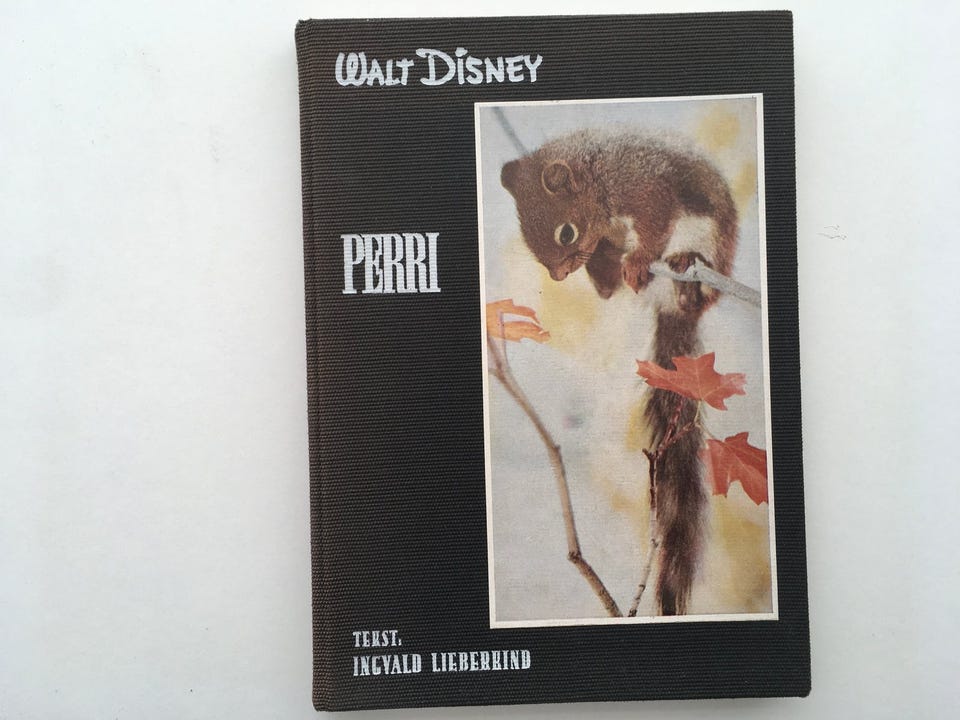 WALT DISNEY
PERRI
TEKST:
INGVALD LIEBERKIND